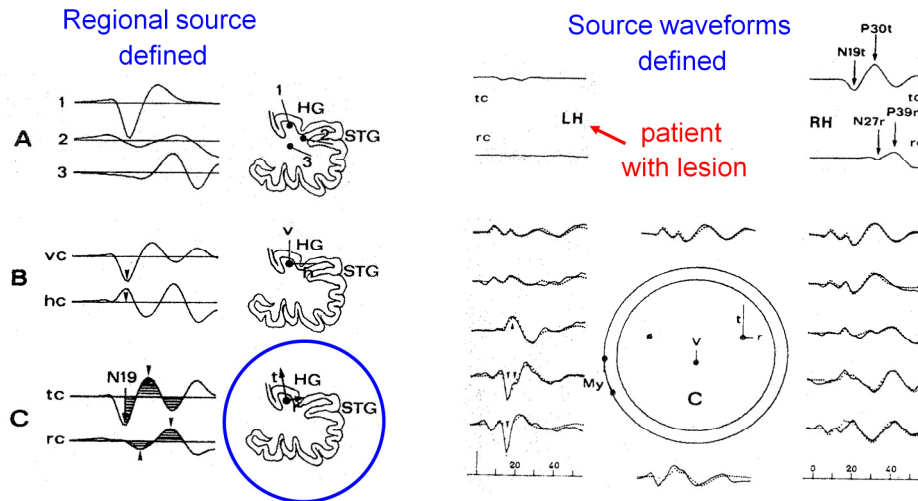 Regional source
defined
1
2
3
A
1
HG
2
STG
3
vc
hc
B
v
HG
h
STG
N19
tc
rc
C
t
HG
r
STG
Source waveforms
defined
P30t
N19t
tc
rc
LH
RH
tc
N27r
P39r
rc
patient
with lesion
t
r
v
My
C
20
40
0
20
40